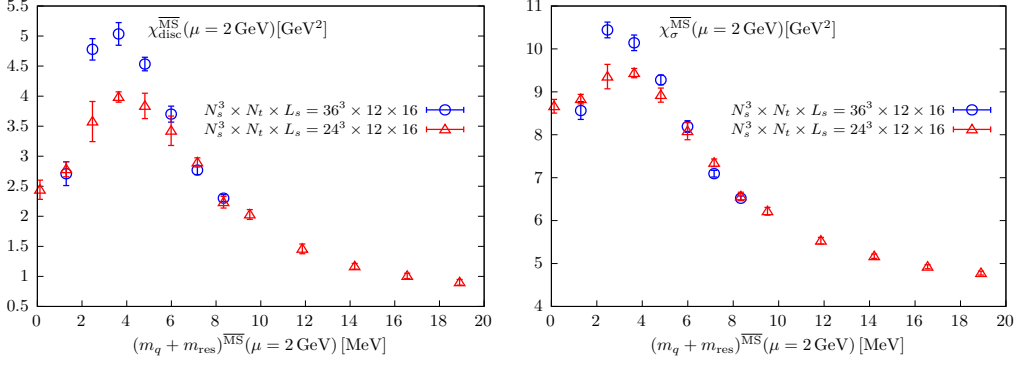 5.5
5
4.5
4
3.5
3
2.5
2
1.5
1
0.5
0 2 4 6 8 10 12 14 16 18 20
χ_disc^MS̅(μ = 2 GeV)[GeV²]
N_s³ × N_t × L_s = 36³ × 12 × 16
N_s³ × N_t × L_s = 24³ × 12 × 16
(m_q + m_res)^MS̅(μ = 2 GeV) [MeV]
11
10
9
8
7
6
5
4
0 2 4 6 8 10 12 14 16 18 20
χ_σ^MS̅(μ = 2 GeV)[GeV²]
N_s³ × N_t × L_s = 36³ × 12 × 16
N_s³ × N_t × L_s = 24³ × 12 × 16
(m_q + m_res)^MS̅(μ = 2 GeV) [MeV]